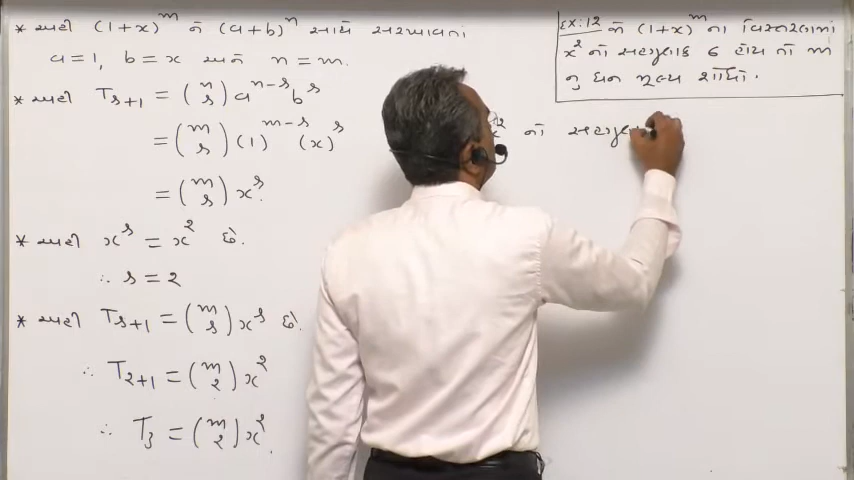 * અહી (1+x)^m ને (a+b)^n સાથે સરખાવતાં
a = 1, b = x અને n = m.
* અહી T_{r+1} = (n r) a^{n-r} b^r
= (m r) (1)^{m-r} (x)^r
= (m r) x^r.
* અહી x^r = x^2 છે.
∴ r = 2
* અહી T_{r+1} = (m r) x^r છે.
∴ T_{2+1} = (m 2) x^2
∴ T_3 = (m 2) x^2.
Ex:12 જો (1+x)^m ના વિસ્તરણમાં
x^2 નો સહગુણક 6 હોય તો m
નું ધન મૂલ્ય શોધો.
નો સહગુણ